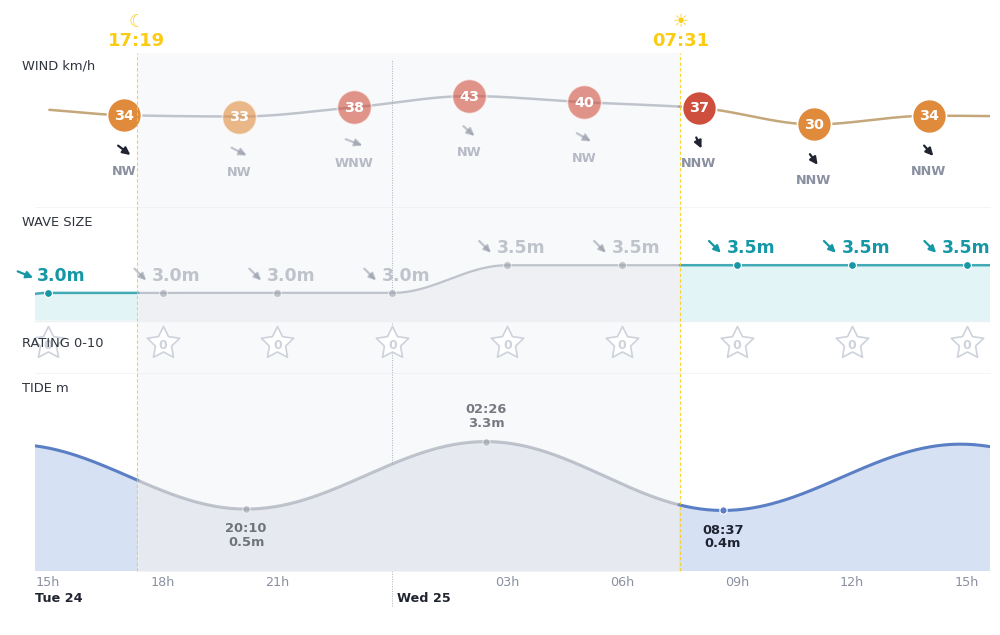 17:19
07:31
WIND km/h
34
33
38
43
40
37
30
34
NW
NW
WNW
NW
NW
NNW
NNW
NNW
WAVE SIZE
3.0m
3.0m
3.0m
3.0m
3.5m
3.5m
3.5m
3.5m
3.5m
RATING 0-10
0
0
0
0
0
0
0
0
0
TIDE m
02:26
3.3m
20:10
0.5m
08:37
0.4m
15h
18h
21h
03h
06h
09h
12h
15h
Tue 24
Wed 25